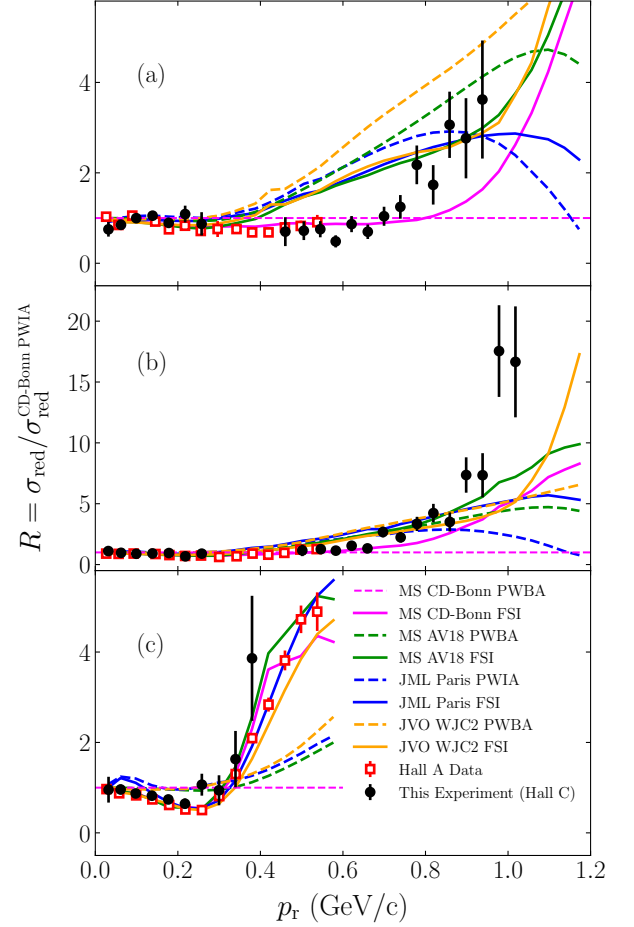 4
2
0
(a)
20
15
10
5
0
(b)
R = σred/σred^CD-Bonn PWIA
4
2
0
(c)
MS CD-Bonn PWBA
MS CD-Bonn FSI
MS AV18 PWBA
MS AV18 FSI
JML Paris PWIA
JML Paris FSI
JVO WJC2 PWBA
JVO WJC2 FSI
Hall A Data
This Experiment (Hall C)
0.0 0.2 0.4 0.6 0.8 1.0 1.2
pr (GeV/c)